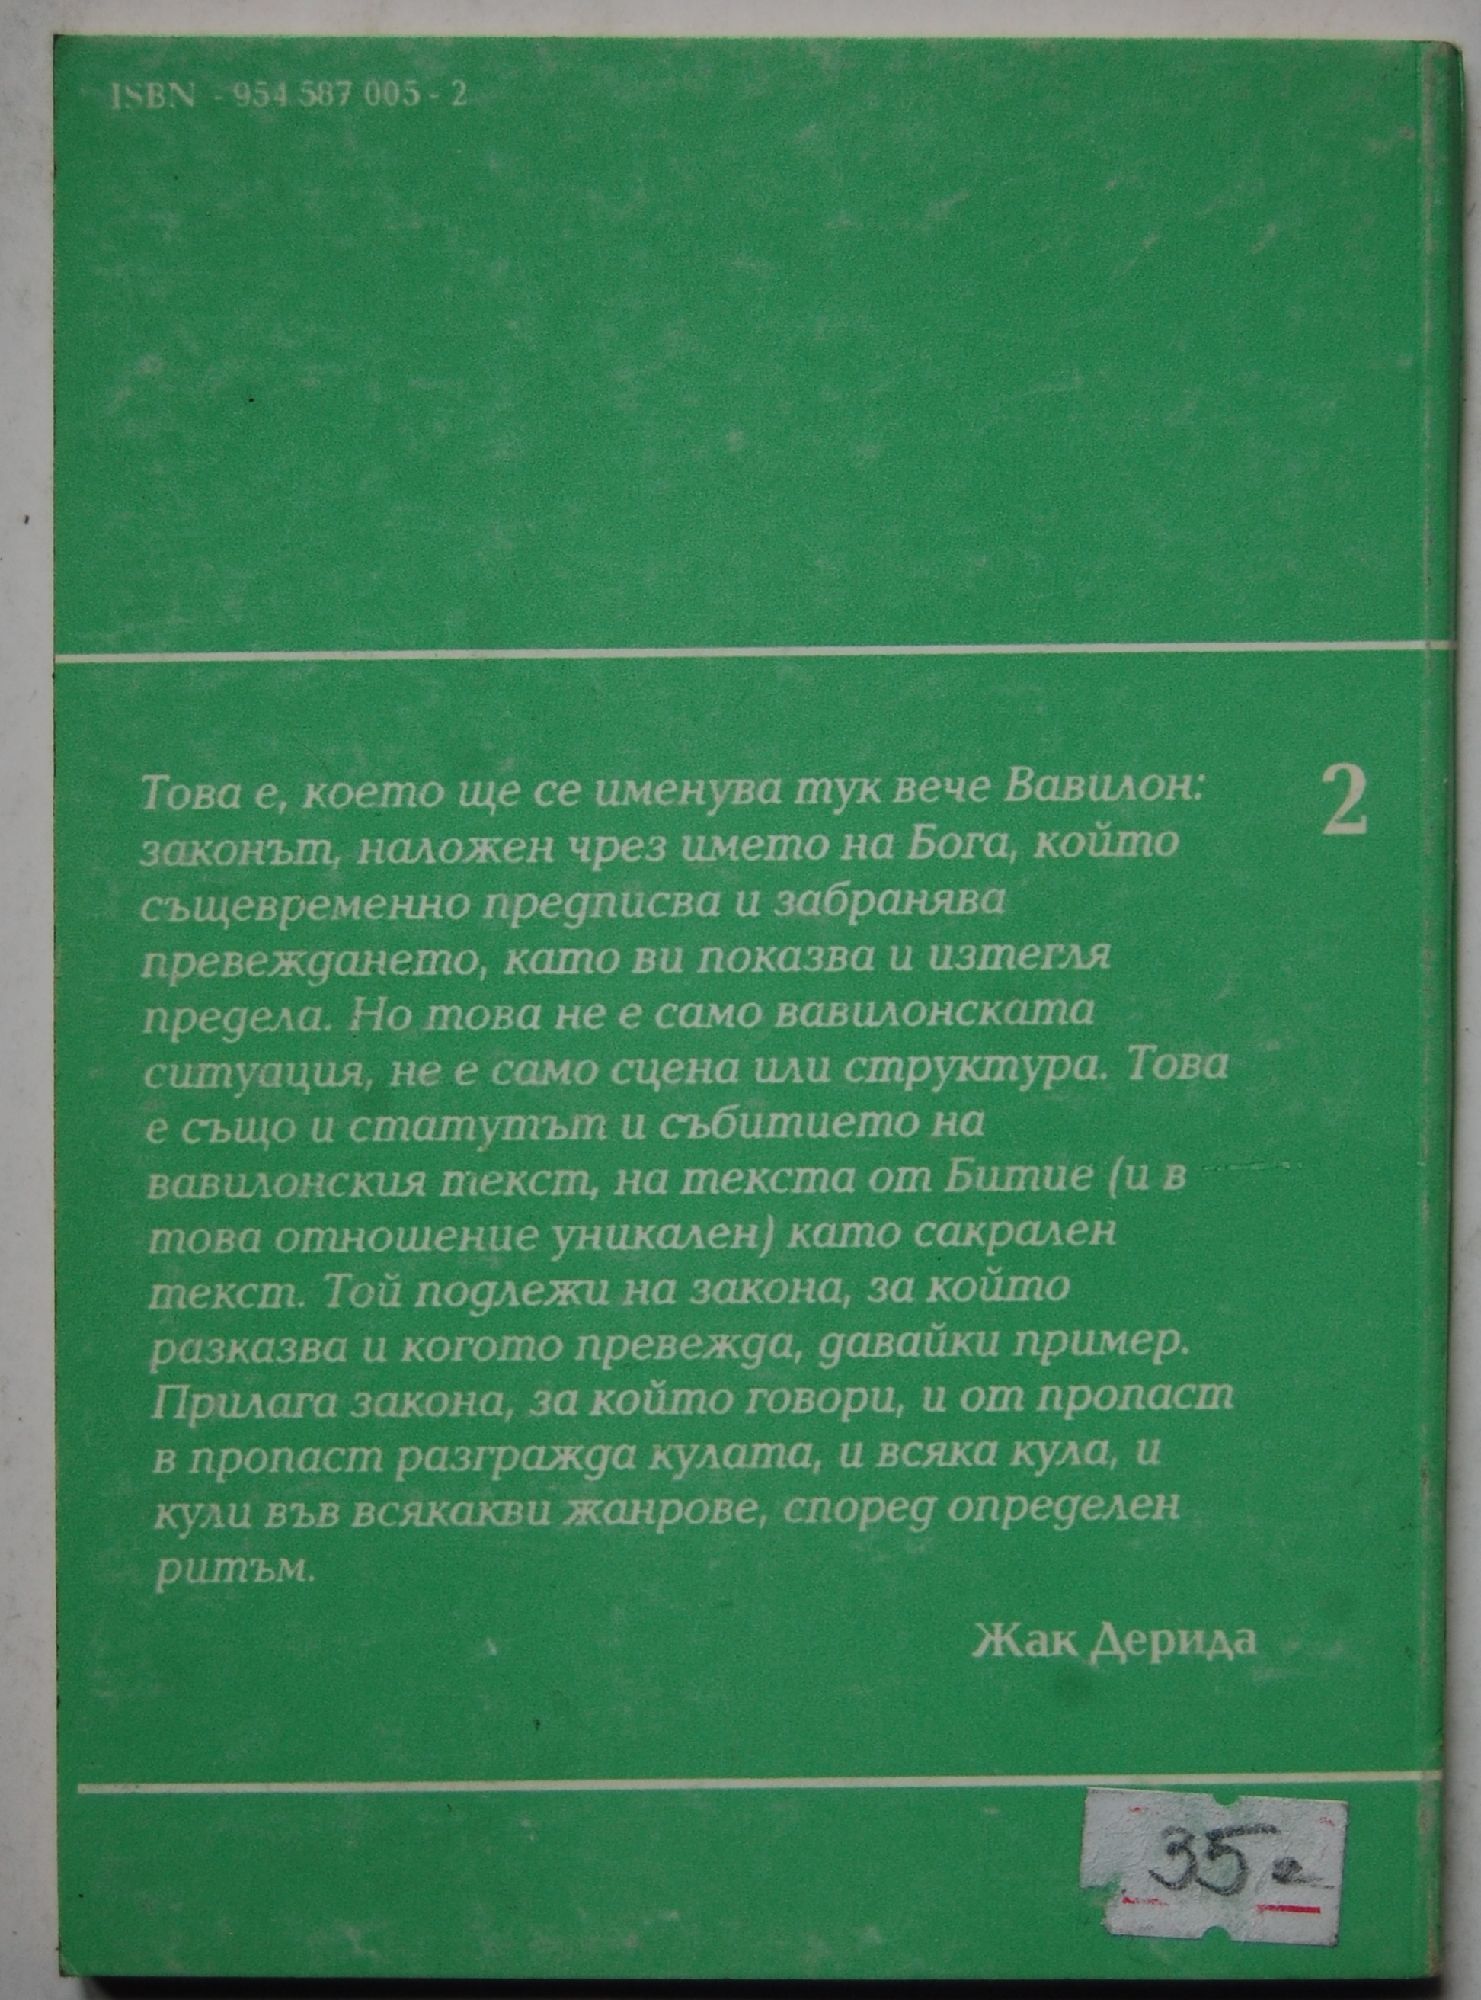 ISBN - 954 587 005 - 2
Това е, което ще се именува тук вече Вавилон:
законът, наложен чрез името на Бога, който
същевременно предписва и забранява
превеждането, като ви показва и изтегля
предела. Но това не е само вавилонската
ситуация, не е само сцена или структура. Това
е също и статутът и събитието на
вавилонския текст, на текста от Битие (и в
това отношение уникален) като сакрален
текст. Той подлежи на закона, за който
разказва и когото превежда, давайки пример.
Прилага закона, за който говори, и от пропаст
в пропаст разгражда кулата, и всяка кула, и
кули във всякакви жанрове, според определен
ритъм.
2
Жак Дерида
35